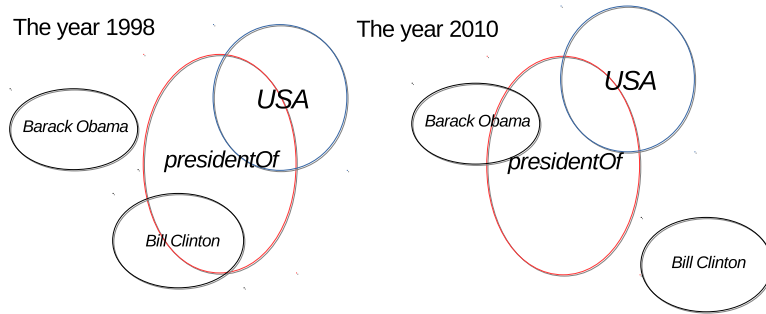 The year 1998
USA
Barack Obama
presidentOf
Bill Clinton
The year 2010
USA
Barack Obama
presidentOf
Bill Clinton